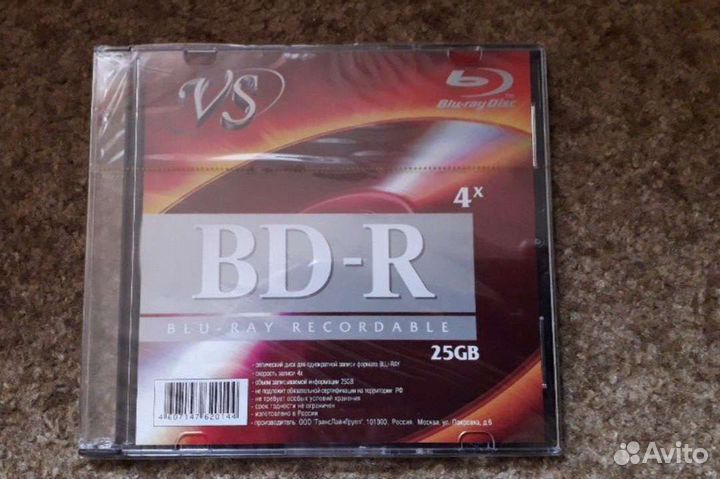 VS
Blu-ray Disc
TM
4x
BD-R
BLU-RAY RECORDABLE
25GB
- оптический диск для однократной записи формата BLU-RAY
- скорость записи 4x
- объем записываемой информации 25GB
- не подлежит обязательной сертификации на территории РФ
- не требует особых условий хранения
- срок годности не ограничен
- изготовлено в России
- производитель: ООО "ТрансЛайнГрупп", 101000, Россия, Москва, ул. Покровка, д.6
4607147620144
Avito